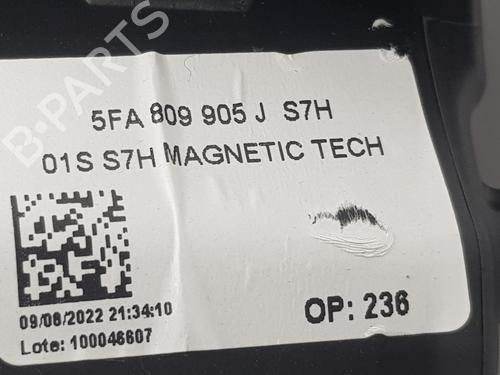 B-PARTS
5FA 809 905 J S7H
01S S7H MAGNETIC TECH
09/06/2022 21:34:10
OP: 236
Lote: 100046607